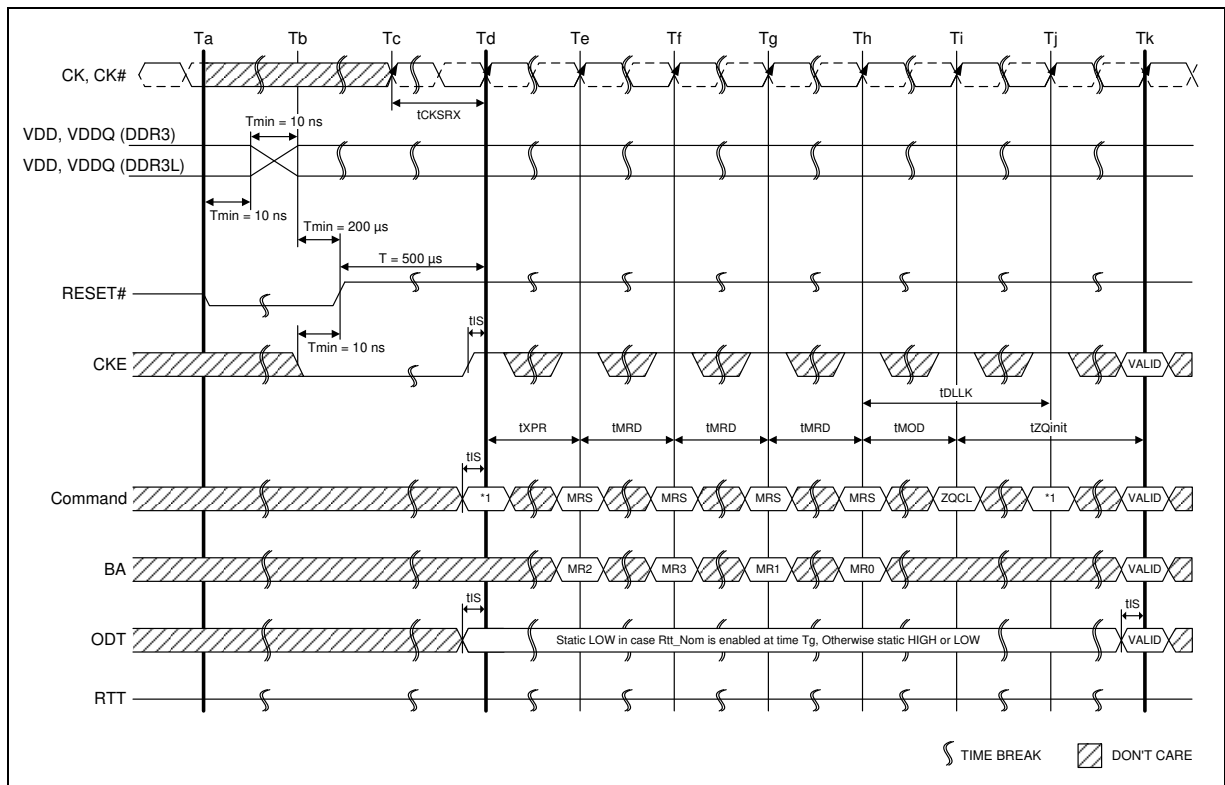 Ta Tb Tc Td Te Tf Tg Th Ti Tj Tk
CK, CK#
tCKSRX
Tmin = 10 ns
VDD, VDDQ (DDR3)
VDD, VDDQ (DDR3L)
Tmin = 10 ns
Tmin = 200 µs
T = 500 µs
RESET#
tIS
Tmin = 10 ns
CKE
VALID
tDLLK
tXPR tMRD tMRD tMRD tMOD tZQinit
tIS
Command *1 MRS MRS MRS MRS ZQCL *1 VALID
BA MR2 MR3 MR1 MR0 VALID
tIS tIS
ODT Static LOW in case Rtt_Nom is enabled at time Tg, Otherwise static HIGH or LOW VALID
RTT
TIME BREAK DON'T CARE